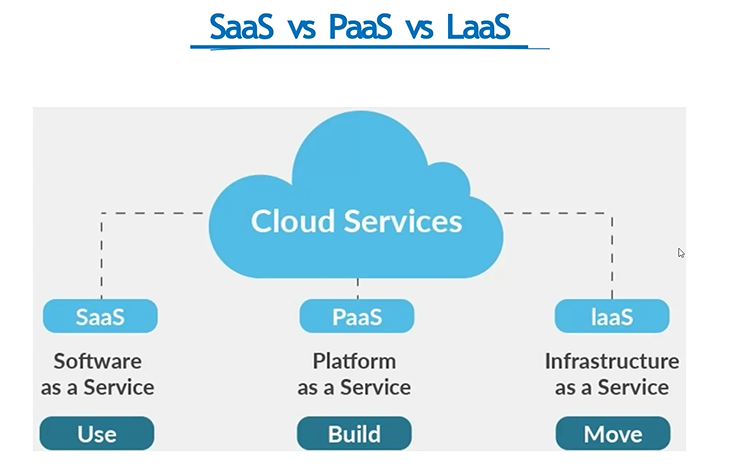 SaaS vs PaaS vs LaaS
Cloud Services
SaaS
PaaS
IaaS
Software
as a Service
Platform
as a Service
Infrastructure
as a Service
Use
Build
Move